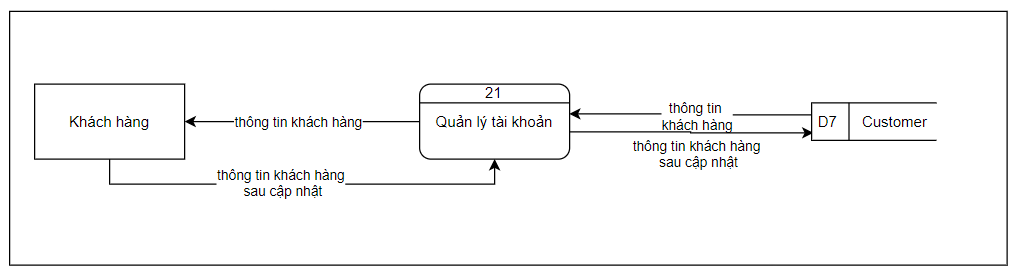 21
Khách hàng
thông tin khách hàng
Quản lý tài khoản
thông tin
khách hàng
D7
Customer
thông tin khách hàng
sau cập nhật
thông tin khách hàng
sau cập nhật